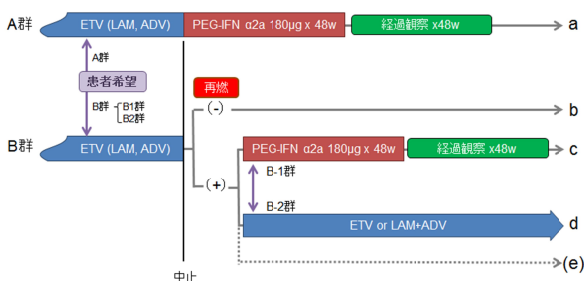 A群
ETV (LAM, ADV)
PEG-IFN α2a 180μg x 48w
経過観察 x48w
a
A群
患者希望
B群
B1群
B2群
再燃
(-)
b
B群
ETV (LAM, ADV)
PEG-IFN α2a 180μg x 48w
経過観察 x48w
c
(+)
B-1群
B-2群
ETV or LAM+ADV
d
(e)
中止